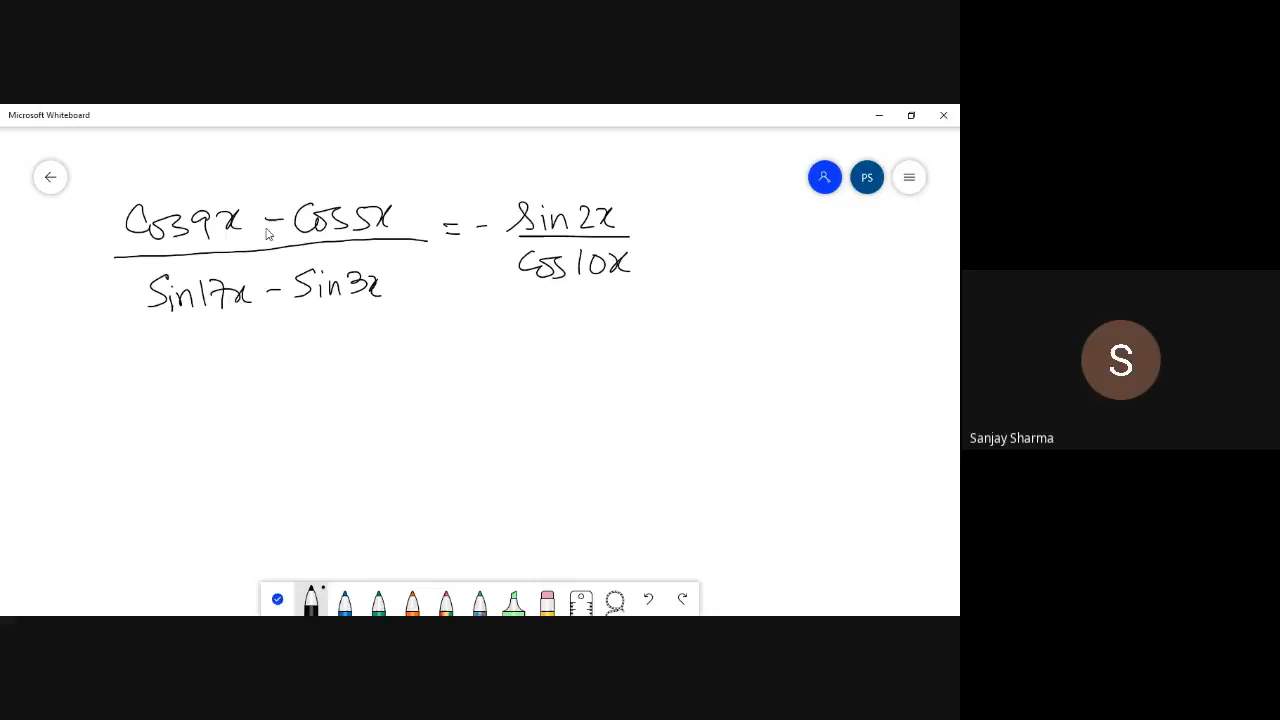 Microsoft Whiteboard
PS
Cos9x - Cos5x = - Sin2x
Sin17x - Sin3x Cos10x
S
Sanjay Sharma